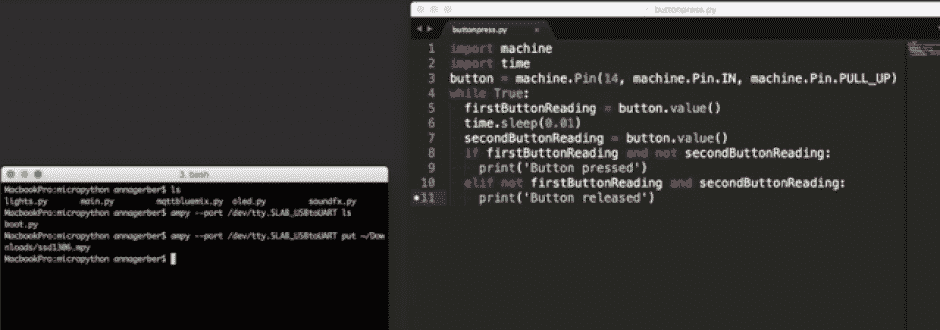 3. bash
MacbookPro:micropython annagerber$ ls
lights.py main.py mqttbluemix.py oled.py soundfx.py
MacbookPro:micropython annagerber$ ampy --port /dev/tty.SLAB_USBtoUART ls
boot.py
MacbookPro:micropython annagerber$ ampy --port /dev/tty.SLAB_USBtoUART put ~/Dow
nloads/ssd1306.mpy
MacbookPro:micropython annagerber$
buttonpress.py
buttonpress.py ×
1 import machine
2 import time
3 button = machine.Pin(14, machine.Pin.IN, machine.Pin.PULL_UP)
4 while True:
5 firstButtonReading = button.value()
6 time.sleep(0.01)
7 secondButtonReading = button.value()
8 if firstButtonReading and not secondButtonReading:
9 print('Button pressed')
10 elif not firstButtonReading and secondButtonReading:
11 print('Button released')